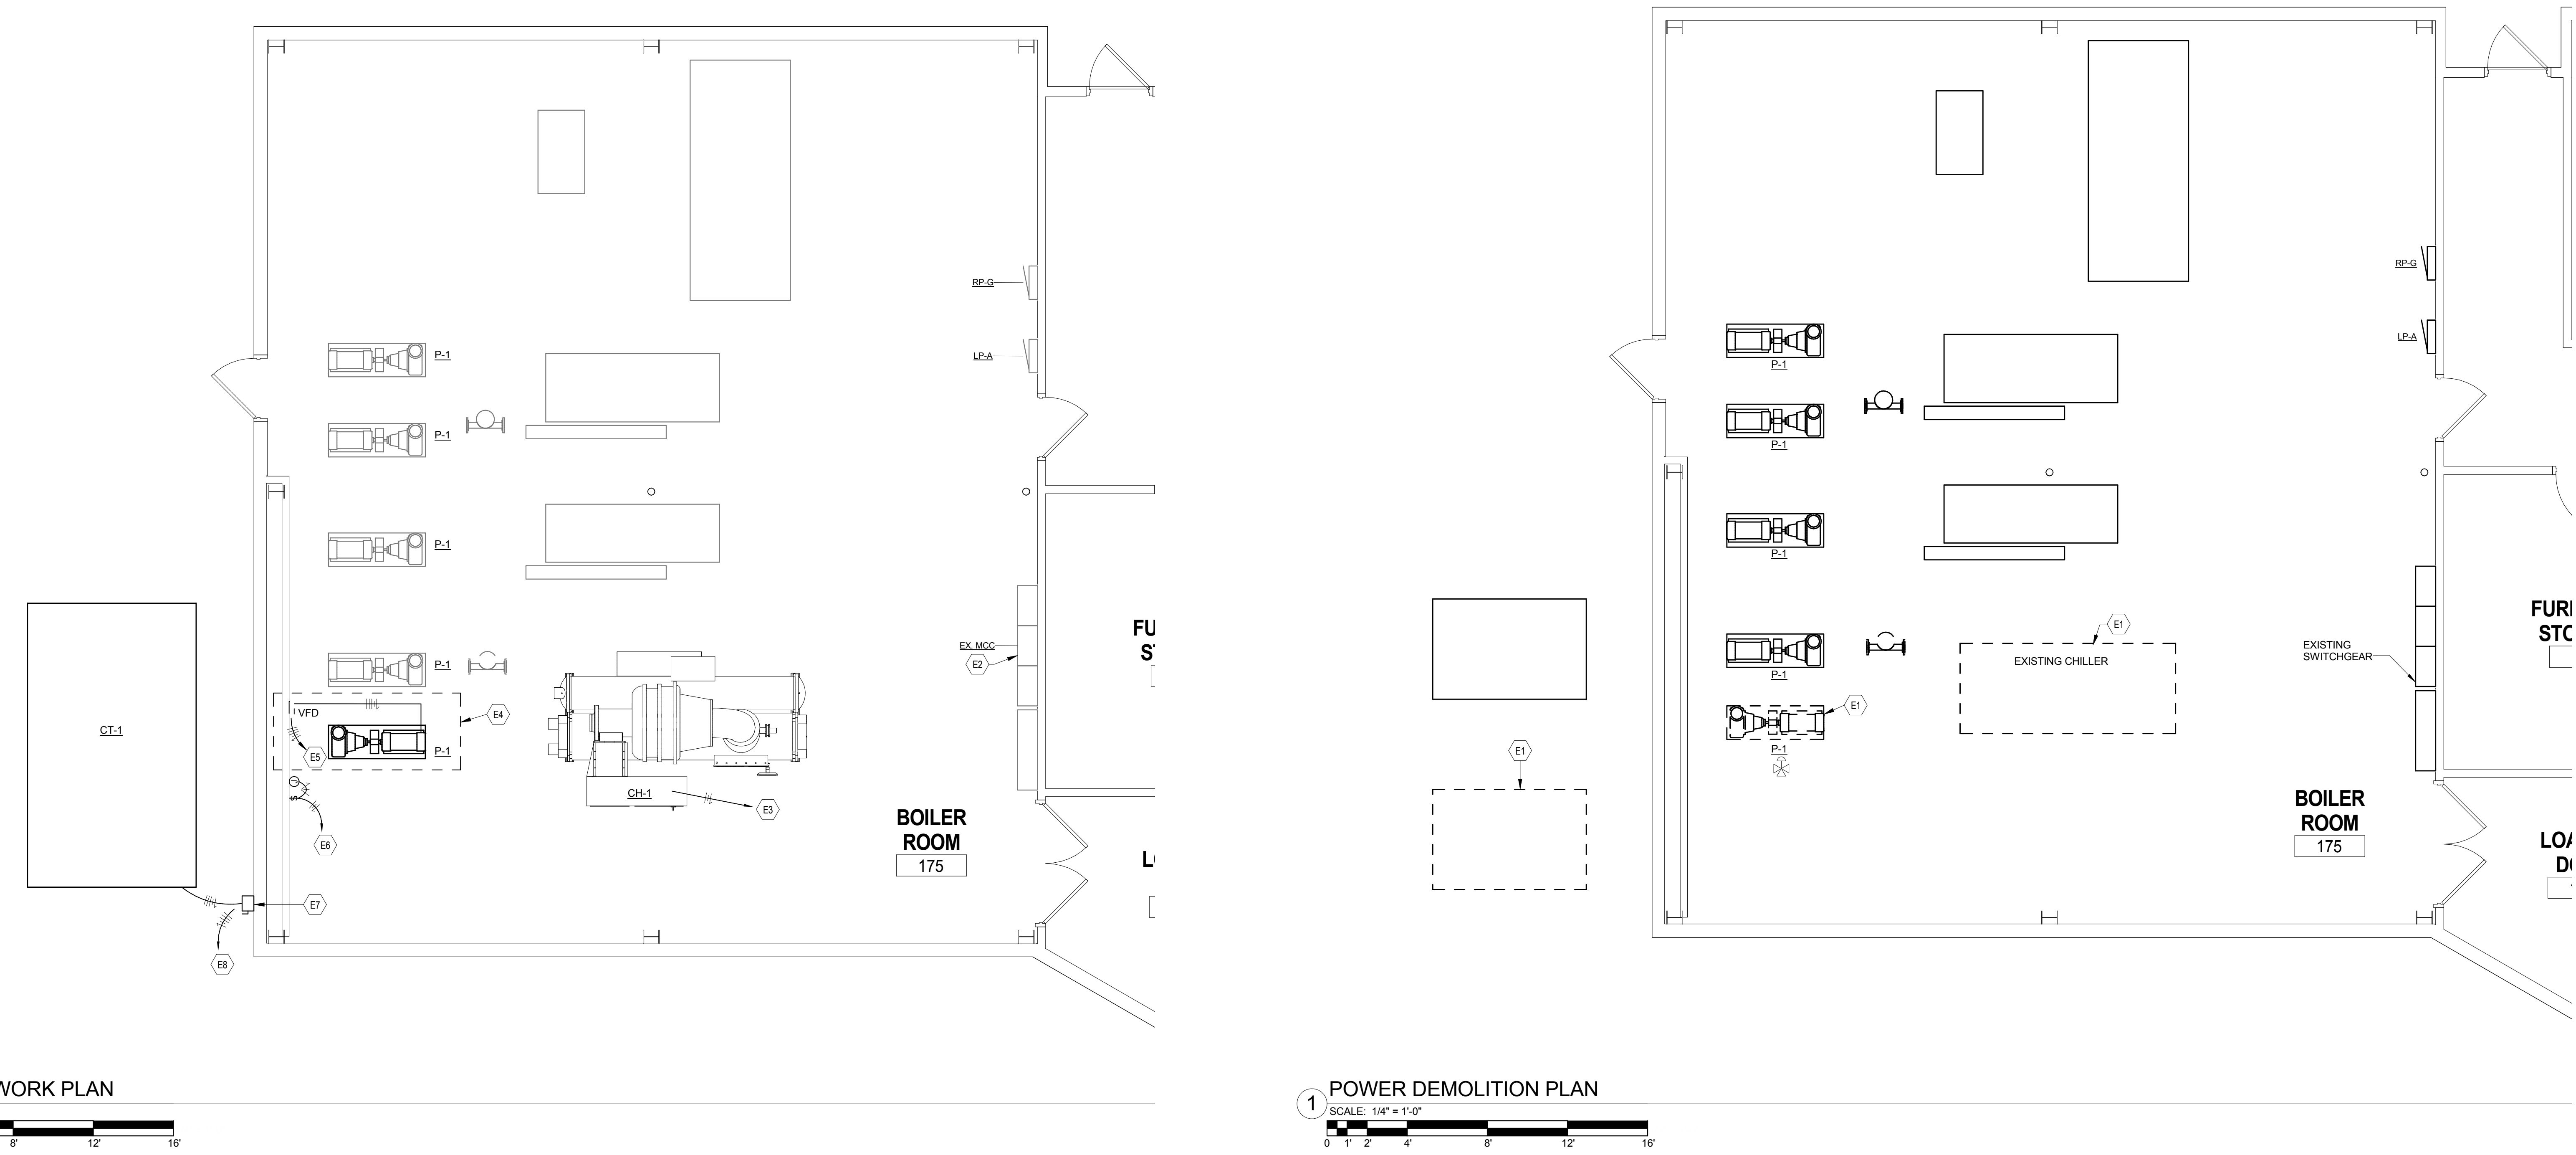 RP-G
LP-A
P-1
P-1
P-1
P-1
EX. MCC
E2
FU
S
VFD
E4
CT-1
E5
P-1
CH-1
E3
E6
BOILER
ROOM
175
L
E7
E8
WORK PLAN
8' 12' 16'
RP-G
LP-A
P-1
P-1
P-1
P-1
E1
EXISTING CHILLER
EXISTING
SWITCHGEAR
FUR
STO
E1
P-1
E1
BOILER
ROOM
175
LOA
D
1 POWER DEMOLITION PLAN
SCALE: 1/4" = 1'-0"
0 1' 2' 4' 8' 12' 16'